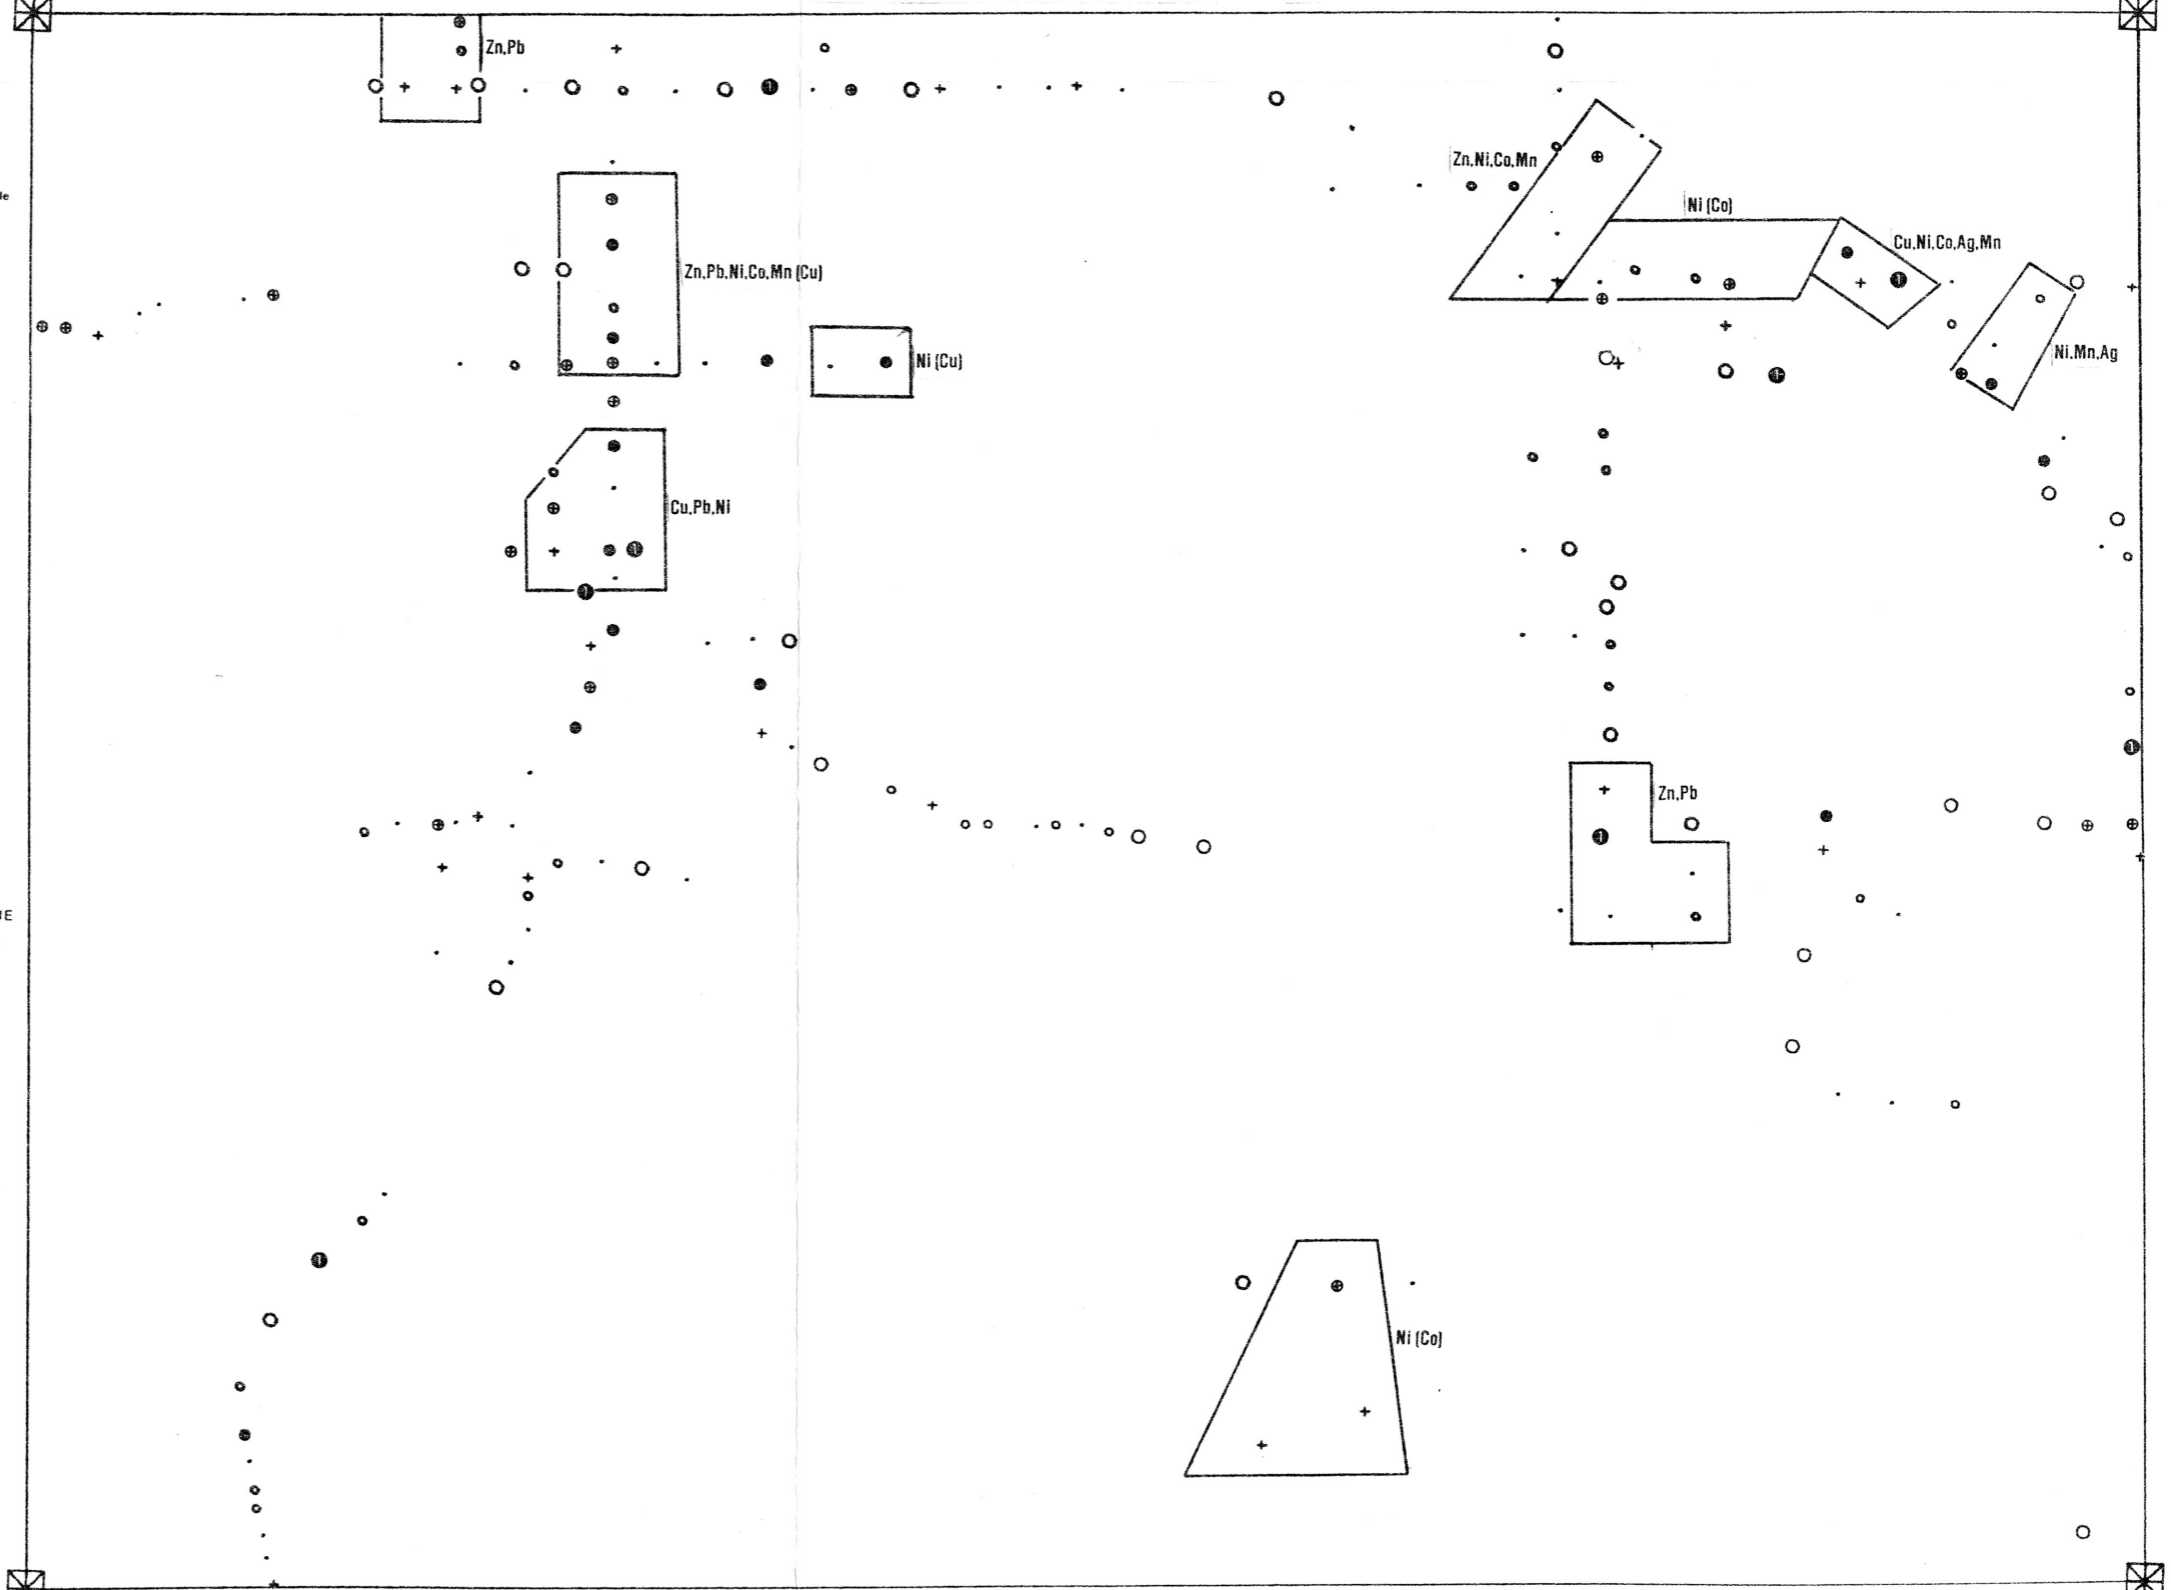 Zn,Pb
le
Zn,Ni,Co,Mn
Ni (Co)
Cu,Ni,Co,Ag,Mn
Zn,Pb,Ni,Co,Mn (Cu)
Ni,Mn,Ag
Ni (Cu)
Cu,Pb,Ni
Zn,Pb
Ni (Co)